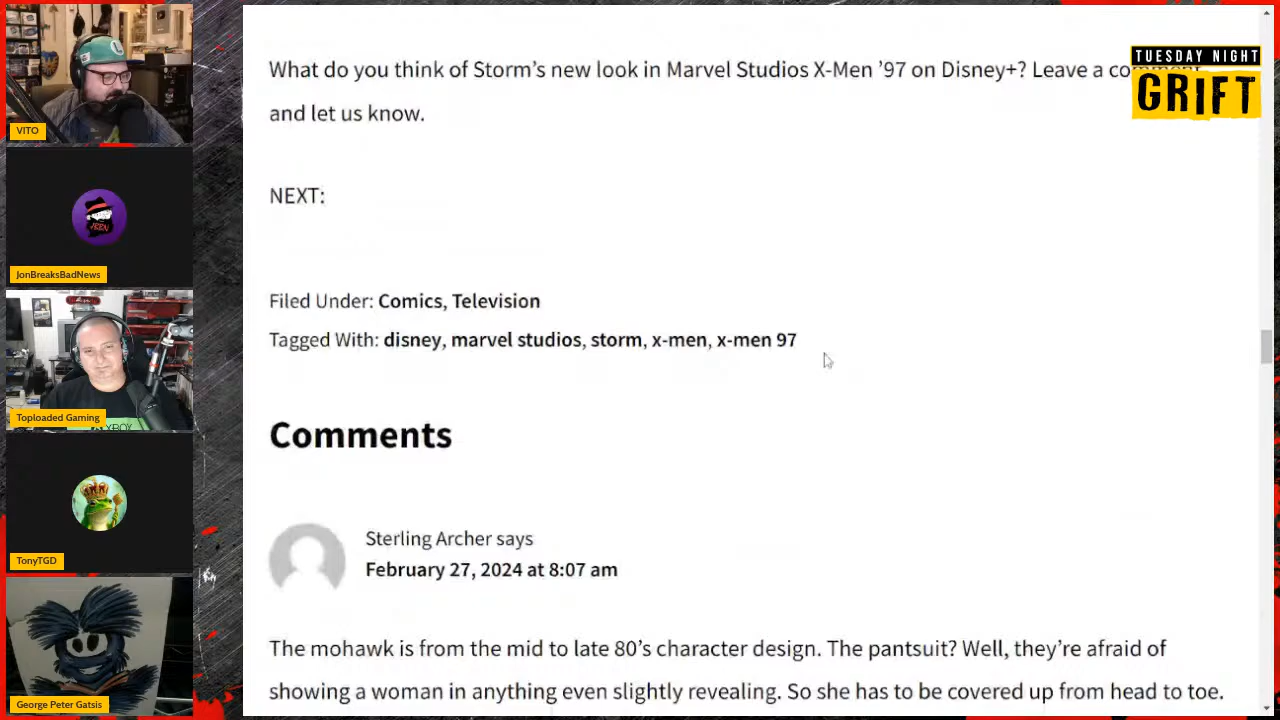 What do you think of Storm's new look in Marvel Studios X-Men '97 on Disney+? Leave a comment
and let us know.
NEXT:
Filed Under: Comics, Television
Tagged With: disney, marvel studios, storm, x-men, x-men 97
Comments
Sterling Archer says
February 27, 2024 at 8:07 am
The mohawk is from the mid to late 80's character design. The pantsuit? Well, they're afraid of
showing a woman in anything even slightly revealing. So she has to be covered up from head to toe.
TUESDAY NIGHT
GRIFT
VITO
JonBreaksBadNews
Toploaded Gaming
XBOX
TonyTGD
George Peter Gatsis